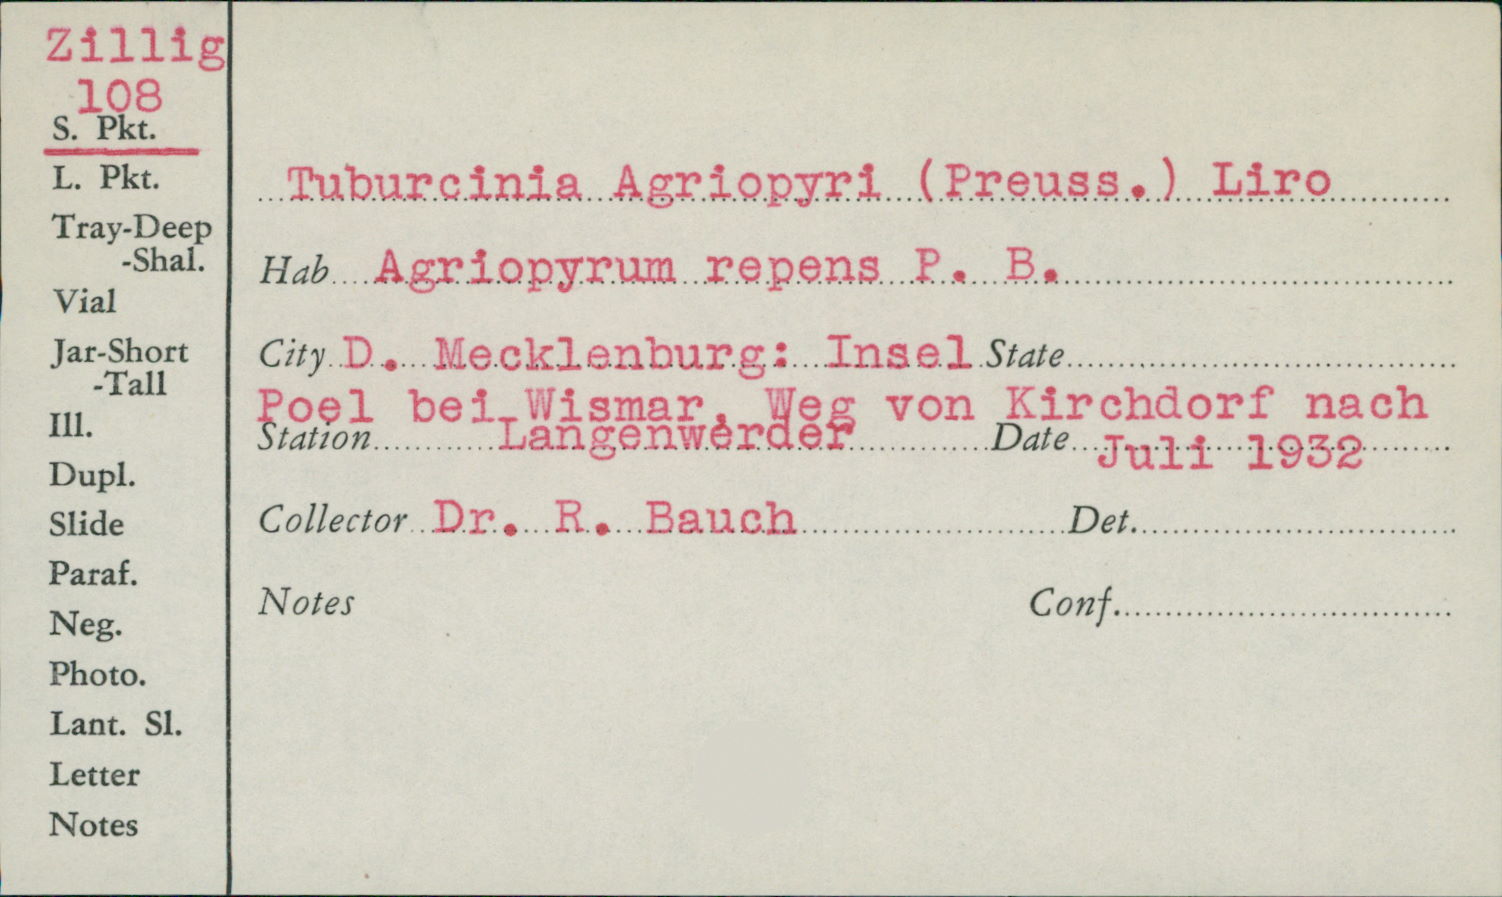 Zillig
108
S. Pkt.
L. Pkt.
Tray-Deep
-Shal.
Vial
Jar-Short
-Tall
Ill.
Dupl.
Slide
Paraf.
Neg.
Photo.
Lant. Sl.
Letter
Notes
Tuburcinia Agriopyri (Preuss.) Liro
Hab Agriopyrum repens P. B.
City D. Mecklenburg: Insel State
Poel bei Wismar, Weg von Kirchdorf nach
Station Langenwerder Date Juli 1932
Collector Dr. R. Bauch Det.
Notes Conf.